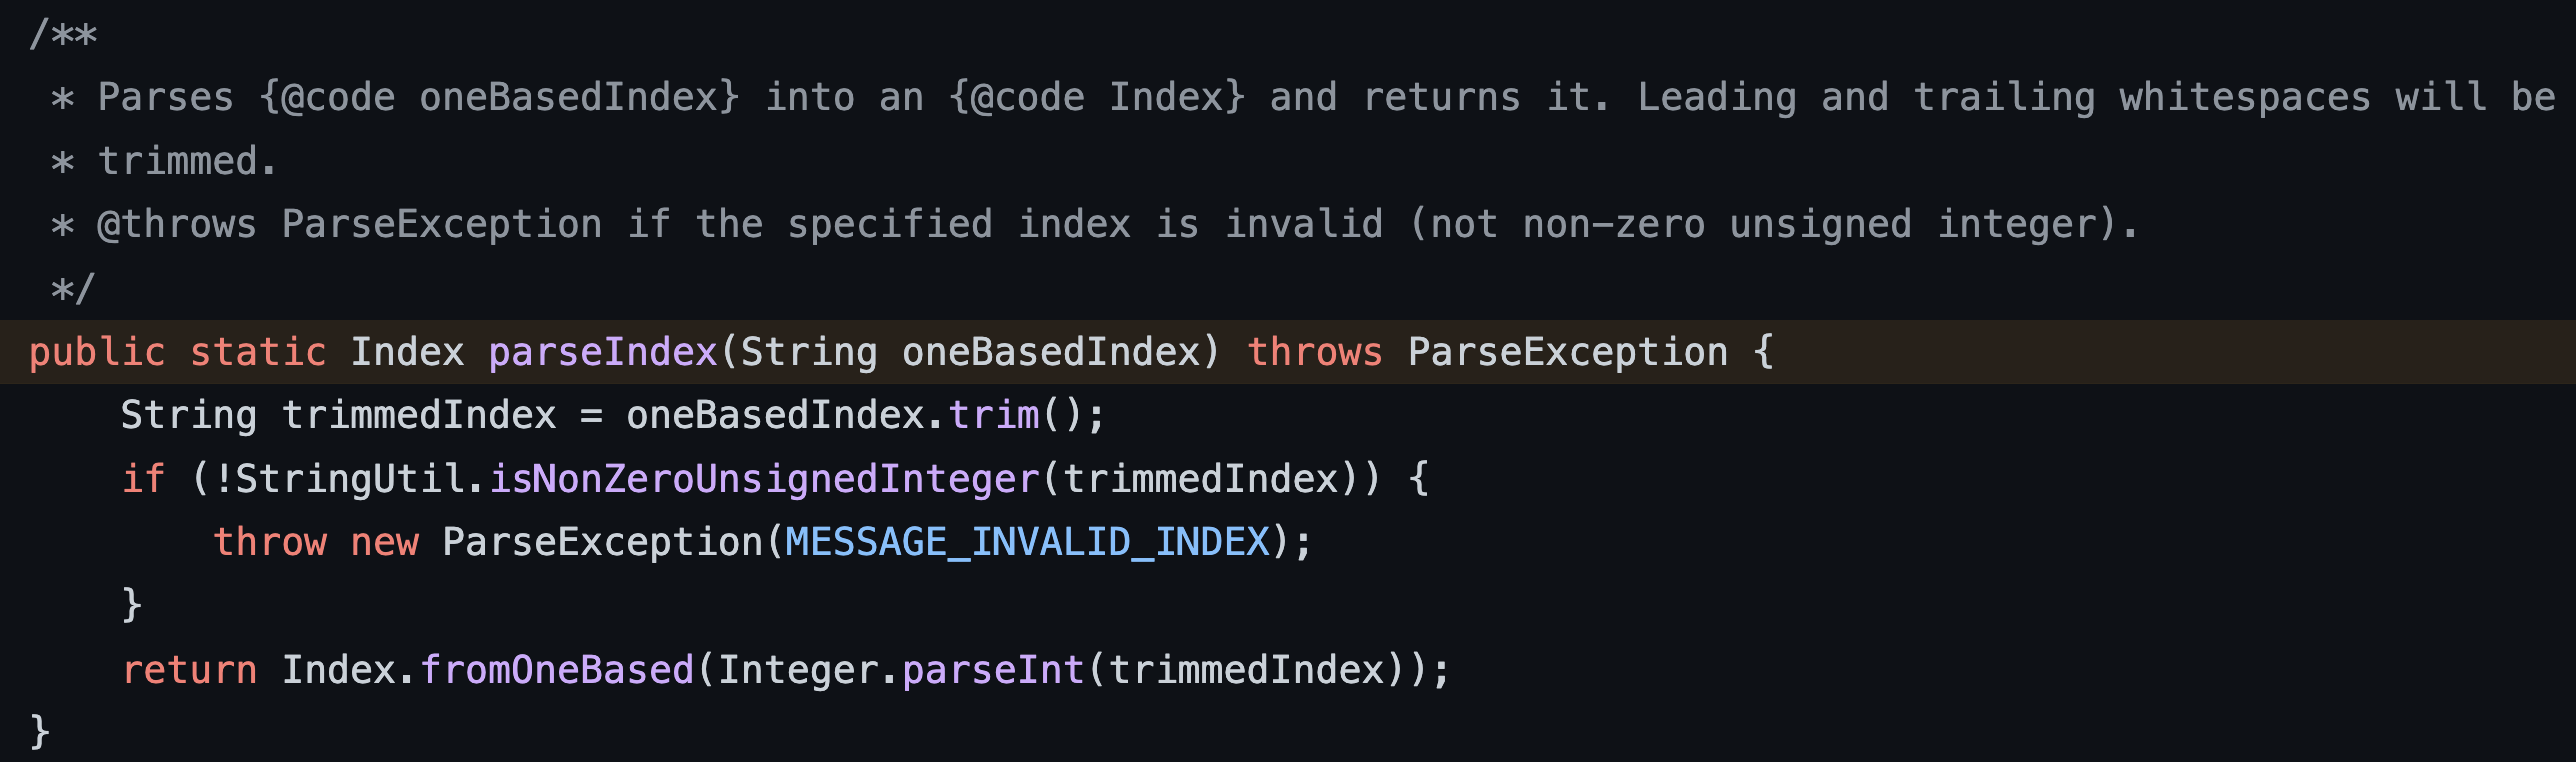 /**
 * Parses {@code oneBasedIndex} into an {@code Index} and returns it. Leading and trailing whitespaces will be
 * trimmed.
 * @throws ParseException if the specified index is invalid (not non-zero unsigned integer).
 */
public static Index parseIndex(String oneBasedIndex) throws ParseException {
    String trimmedIndex = oneBasedIndex.trim();
    if (!StringUtil.isNonZeroUnsignedInteger(trimmedIndex)) {
        throw new ParseException(MESSAGE_INVALID_INDEX);
    }
    return Index.fromOneBased(Integer.parseInt(trimmedIndex));
}